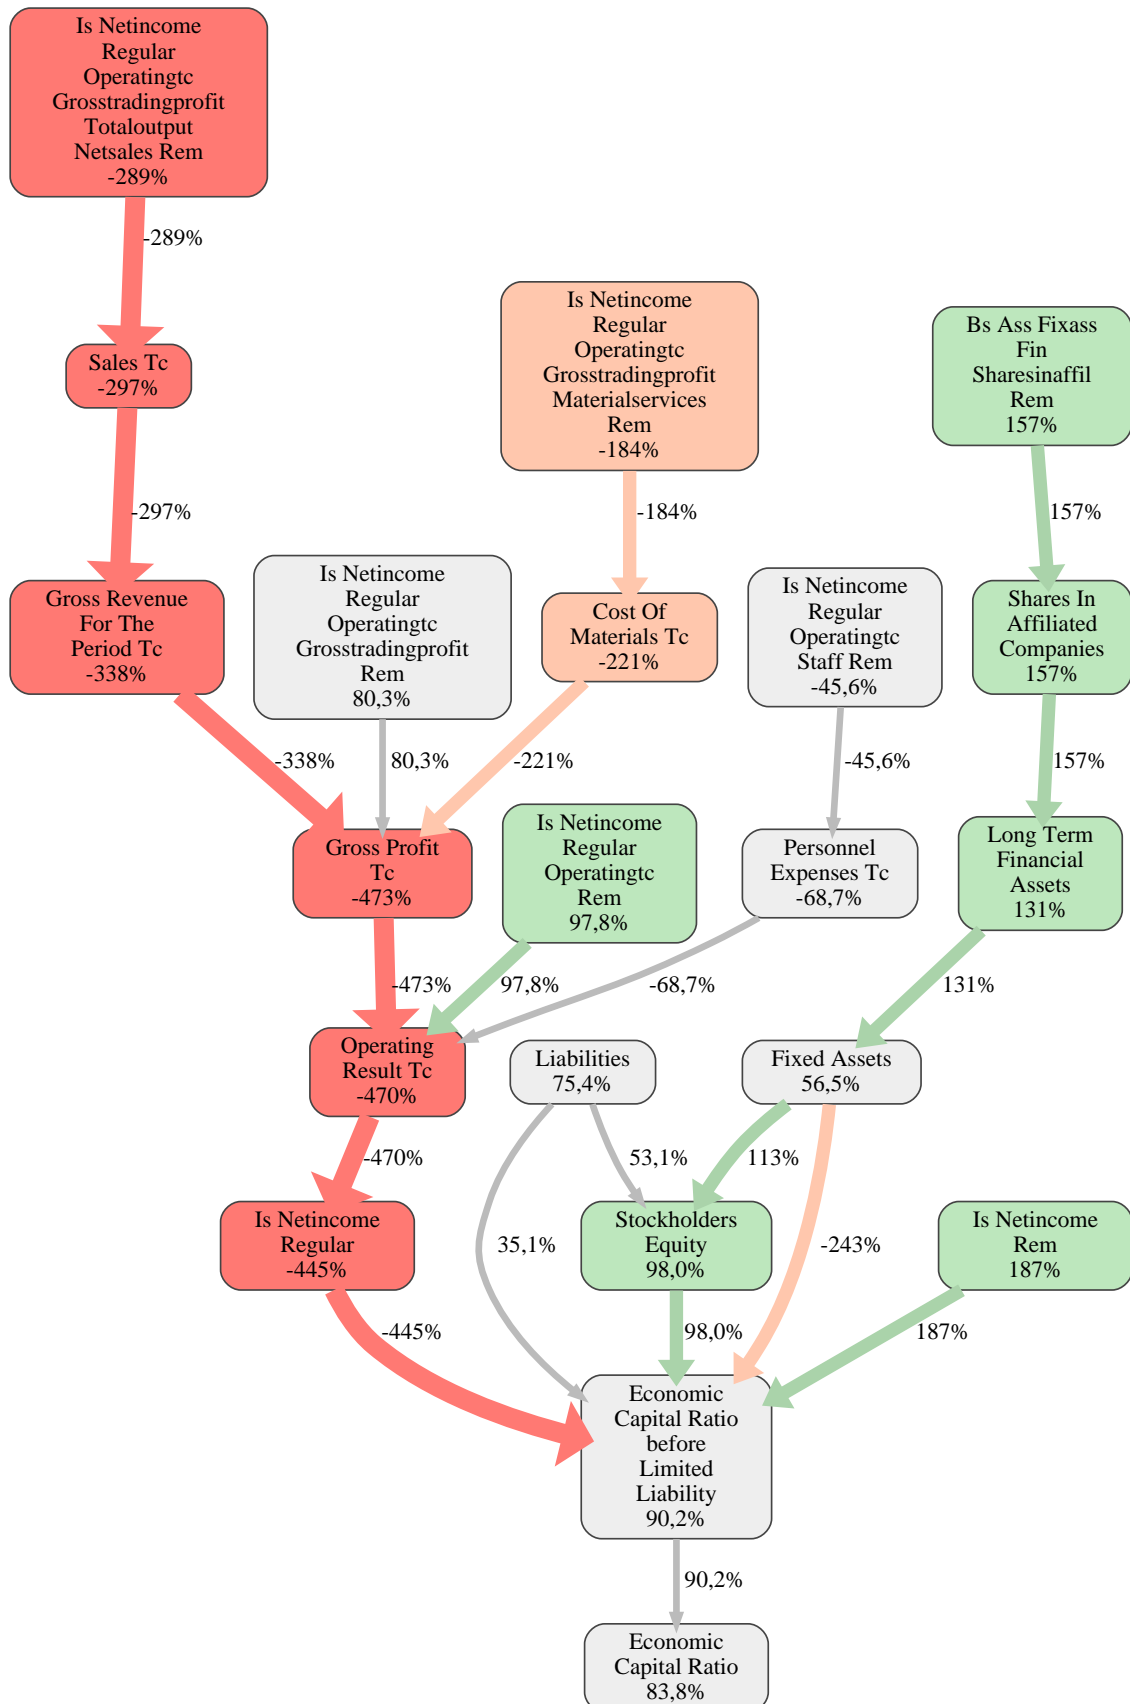 Is Netincome
Regular
Operatingtc
Grosstradingprofit
Totaloutput
Netsales Rem
-289%
-289%
Sales Tc
-297%
-297%
Is Netincome
Regular
Operatingtc
Grosstradingprofit
Materialservices
Rem
-184%
-184%
Bs Ass Fixass
Fin
Sharesinaffil
Rem
157%
157%
Gross Revenue
For The
Period Tc
-338%
-338%
Is Netincome
Regular
Operatingtc
Grosstradingprofit
Rem
80,3%
80,3%
Cost Of
Materials Tc
-221%
-221%
Is Netincome
Regular
Operatingtc
Staff Rem
-45,6%
-45,6%
Shares In
Affiliated
Companies
157%
157%
Gross Profit
Tc
-473%
-473%
Is Netincome
Regular
Operatingtc
Rem
97,8%
97,8%
Personnel
Expenses Tc
-68,7%
-68,7%
Long Term
Financial
Assets
131%
131%
Operating
Result Tc
-470%
-470%
Liabilities
75,4%
35,1%
53,1%
Fixed Assets
56,5%
113%
-243%
Is Netincome
Regular
-445%
-445%
Stockholders
Equity
98,0%
98,0%
Is Netincome
Rem
187%
187%
Economic
Capital Ratio
before
Limited
Liability
90,2%
90,2%
Economic
Capital Ratio
83,8%